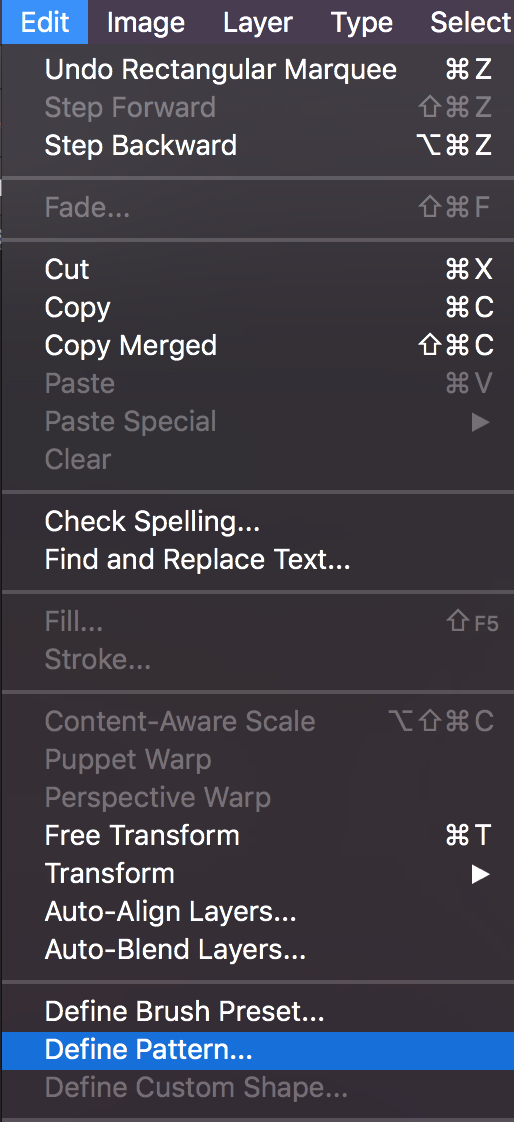 Edit Image Layer Type Select
Undo Rectangular Marquee ⌘Z
Step Forward ⇧⌘Z
Step Backward ⌥⌘Z
Fade... ⇧⌘F
Cut ⌘X
Copy ⌘C
Copy Merged ⇧⌘C
Paste ⌘V
Paste Special ▶
Clear
Check Spelling...
Find and Replace Text...
Fill... ⇧F5
Stroke...
Content-Aware Scale ⌥⇧⌘C
Puppet Warp
Perspective Warp
Free Transform ⌘T
Transform ▶
Auto-Align Layers...
Auto-Blend Layers...
Define Brush Preset...
Define Pattern...
Define Custom Shape...